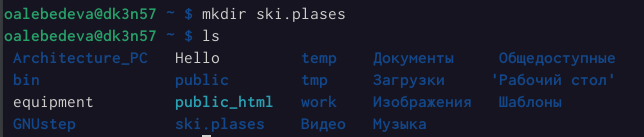 oalebedeva@dk3n57 ~ $ mkdir ski.plases
oalebedeva@dk3n57 ~ $ ls
Architecture_PC Hello temp Документы Общедоступные
bin public tmp Загрузки 'Рабочий стол'
equipment public_html work Изображения Шаблоны
GNUstep ski.plases Видео Музыка